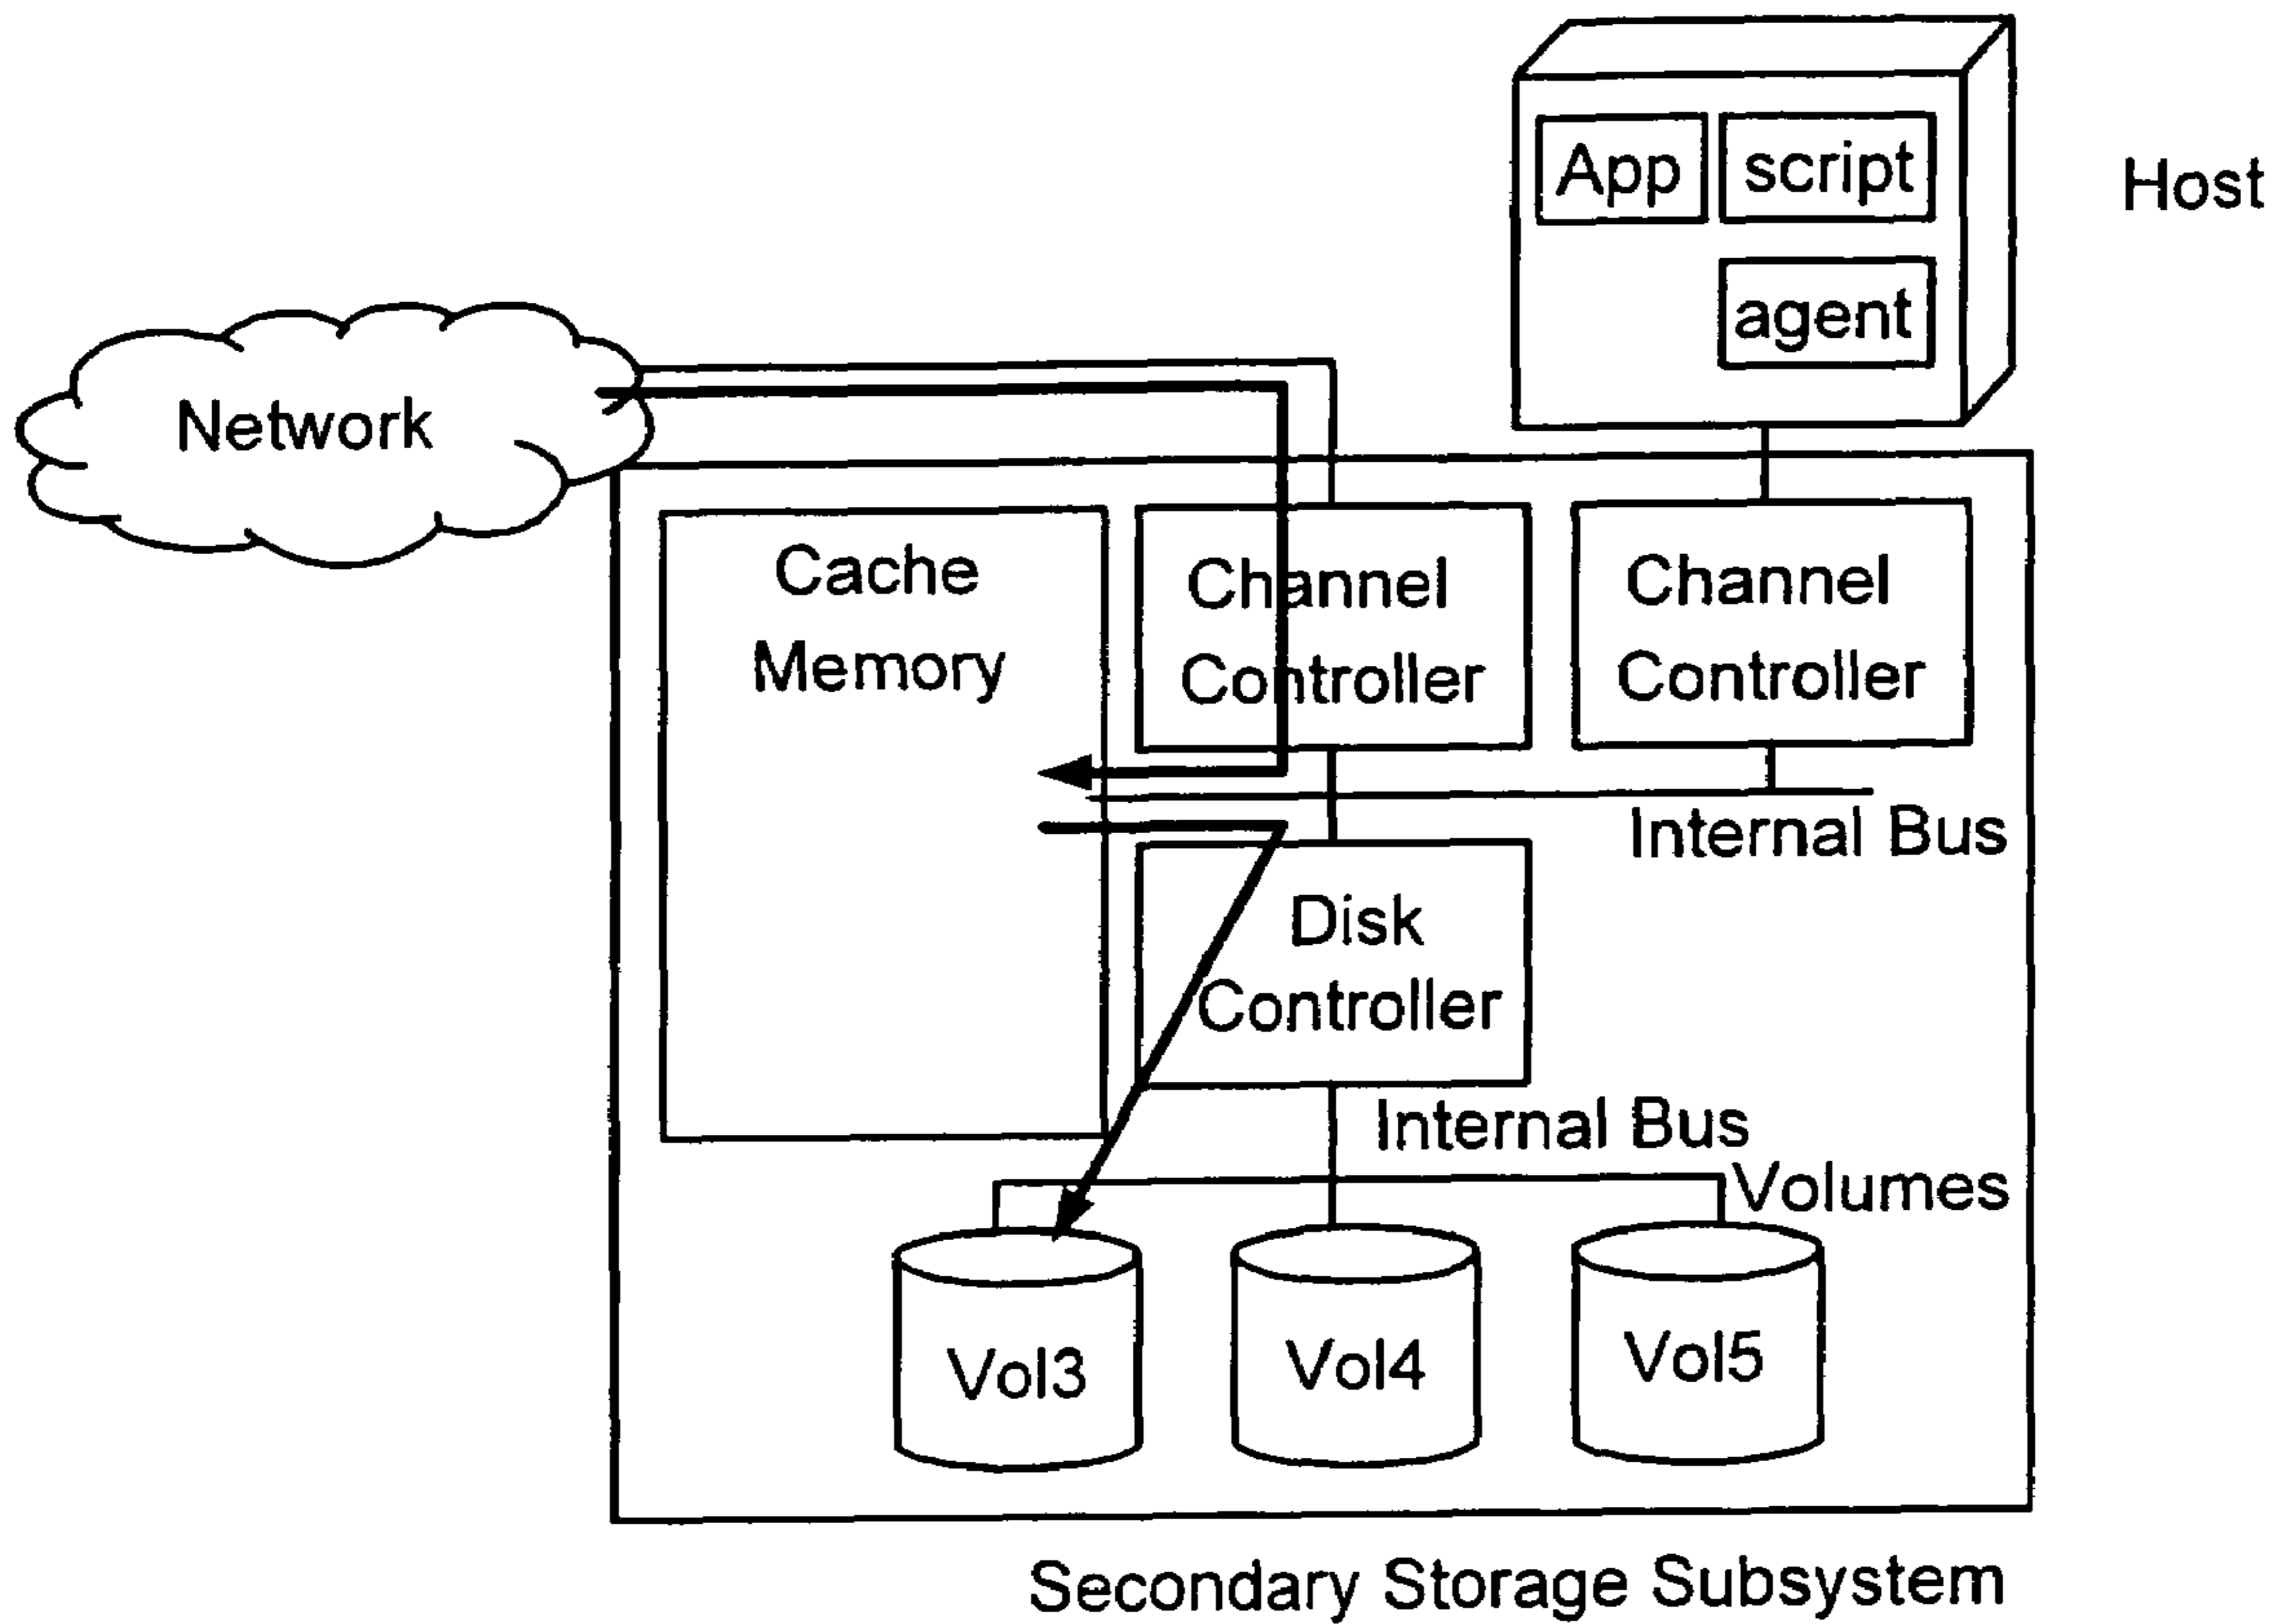 App script
Host
agent
Network
Cache
Memory
Channel
Controller
Channel
Controller
Internal Bus
Disk
Controller
Internal Bus
Volumes
Vol3
Vol4
Vol5
Secondary Storage Subsystem